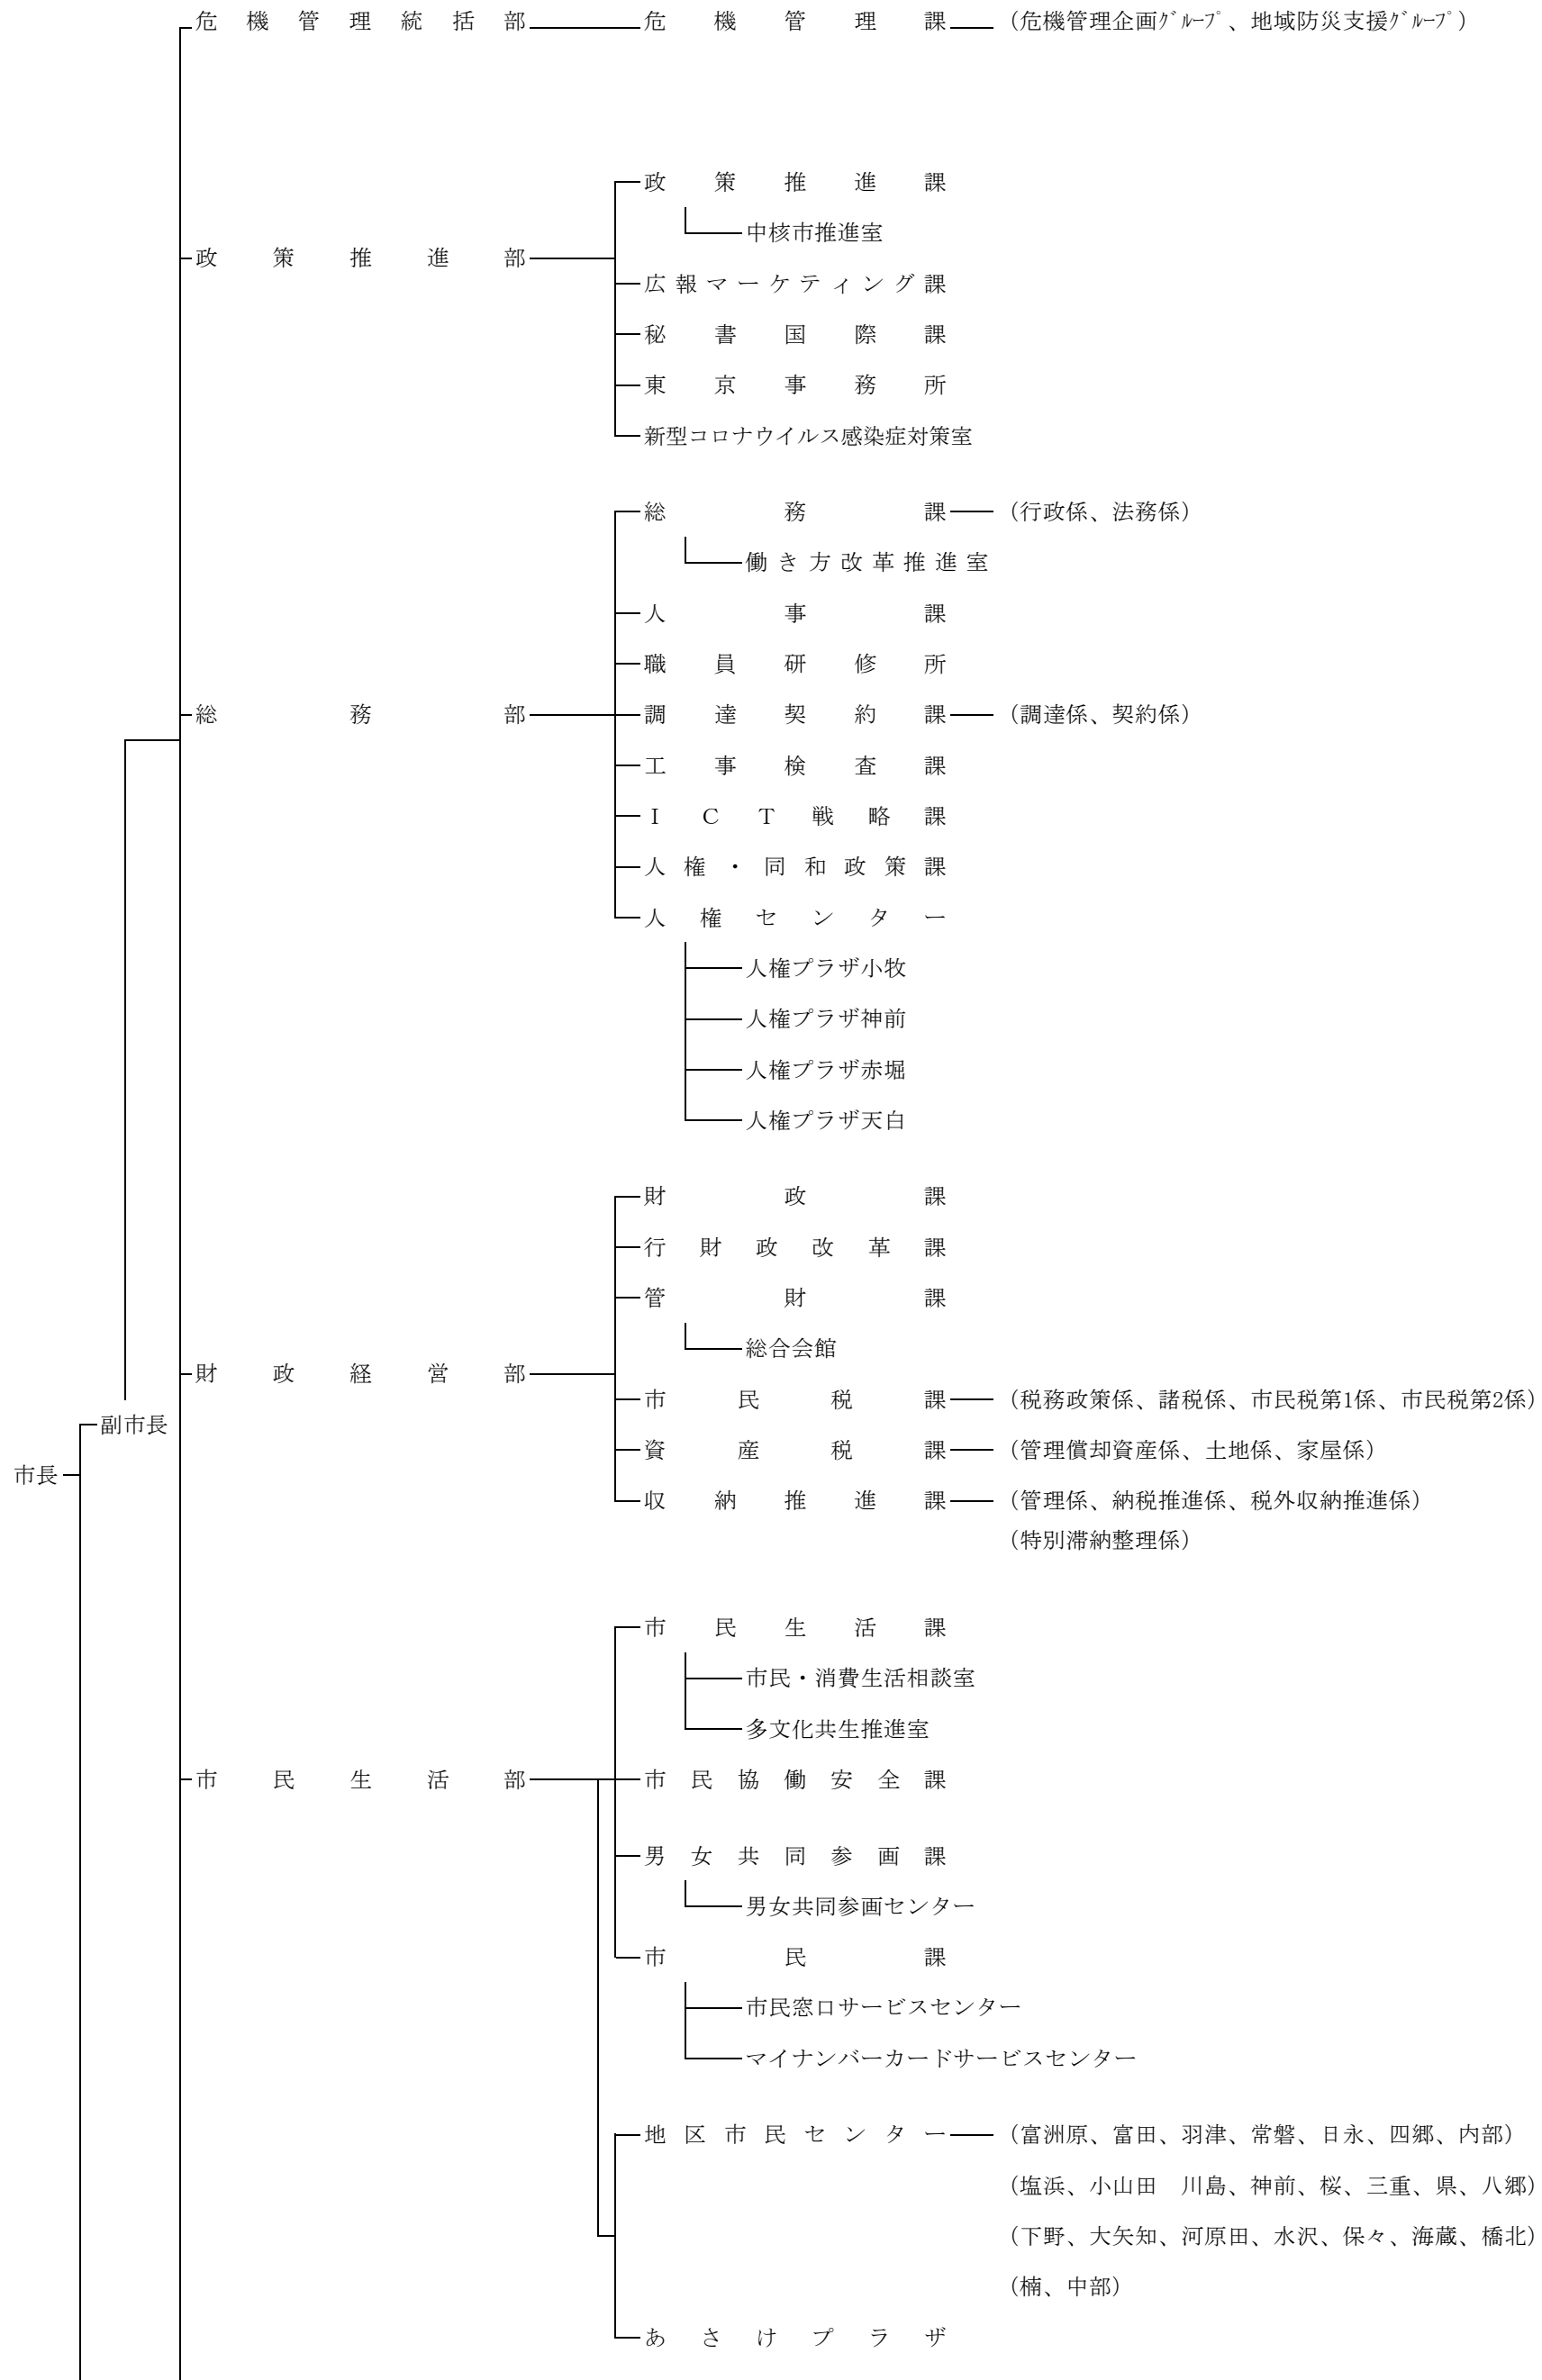 危機管理統括部 危機管理課 (危機管理企画ｸﾞﾙｰﾌﾟ、地域防災支援ｸﾞﾙｰﾌﾟ)
政策推進課
中核市推進室
政策推進部
広報マーケティング課
秘書国際課
東京事務所
新型コロナウイルス感染症対策室
総務課 (行政係、法務係)
働き方改革推進室
人事課
職員研修所
総務部 調達契約課 (調達係、契約係)
工事検査課
ＩＣＴ戦略課
人権・同和政策課
人権センター
人権プラザ小牧
人権プラザ神前
人権プラザ赤堀
人権プラザ天白
財政課
行財政改革課
管財課
総合会館
財政経営部
市民税課 (税務政策係、諸税係、市民税第1係、市民税第2係)
副市長
資産税課 (管理償却資産係、土地係、家屋係)
市長
収納推進課 (管理係、納税推進係、税外収納推進係)
(特別滞納整理係)
市民生活課
市民・消費生活相談室
多文化共生推進室
市民生活部 市民協働安全課
男女共同参画課
男女共同参画センター
市民課
市民窓口サービスセンター
マイナンバーカードサービスセンター
地区市民センター (富洲原、富田、羽津、常磐、日永、四郷、内部)
(塩浜、小山田　川島、神前、桜、三重、県、八郷)
(下野、大矢知、河原田、水沢、保々、海蔵、橋北)
(楠、中部)
あさけプラザ